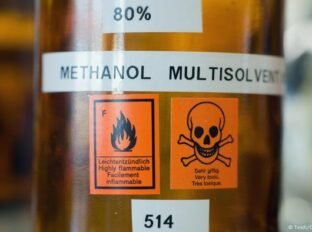 80%
METHANOL MULTISOLVENT
F
Leichtentzündlich
Highly flammable
Facilement
inflammable
Sehr giftig
Very toxic
Très toxique
514